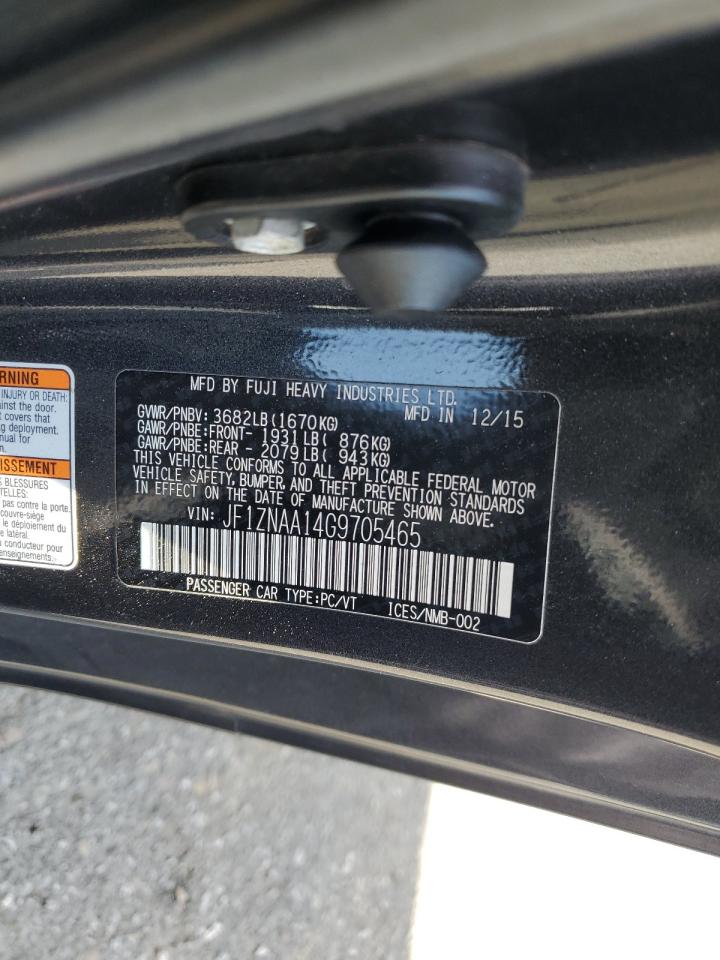 RNING
INJURY OR DEATH:
inst the door.
t covers that
g deployment.
nual for
on.
ISSEMENT
BLESSURES
TELLES:
pas contre la porte.
couvre-siège
ue le
latéral.
u conducteur pour
enseignements.
MFD BY FUJI HEAVY INDUSTRIES LTD.
GVWR/PNBV: 3682LB(1670KG) MFD IN 12/15
GAWR/PNBE:FRONT- 1931LB( 876KG)
GAWR/PNBE:REAR - 2079LB( 943KG)
THIS VEHICLE CONFORMS TO ALL APPLICABLE FEDERAL MOTOR
VEHICLE SAFETY, BUMPER, AND THEFT PREVENTION STANDARDS
IN EFFECT ON THE DATE OF MANUFACTURE SHOWN ABOVE.
VIN: JF1ZNAA14G9705465
PASSENGER CAR TYPE:PC/VT ICES/NMB-002